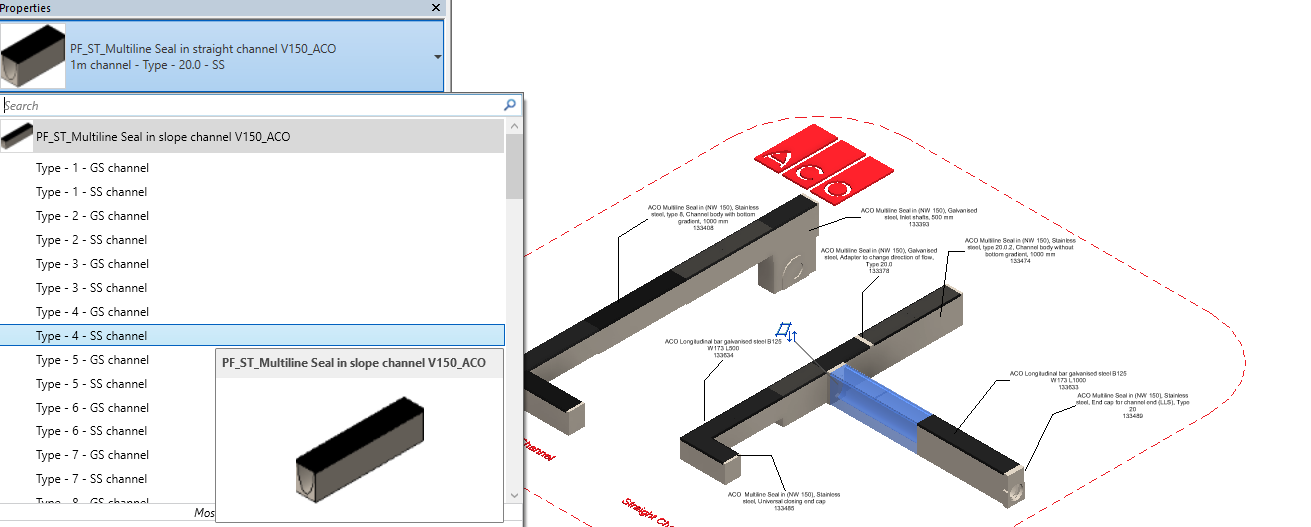 Properties
PF_ST_Multiline Seal in straight channel V150_ACO
1m channel - Type - 20.0 - SS
Search
PF_ST_Multiline Seal in slope channel V150_ACO
Type - 1 - GS channel
Type - 1 - SS channel
Type - 2 - GS channel
Type - 2 - SS channel
Type - 3 - GS channel
Type - 3 - SS channel
Type - 4 - GS channel
Type - 4 - SS channel
Type - 5 - GS channel
Type - 5 - SS channel
Type - 6 - GS channel
Type - 6 - SS channel
Type - 7 - GS channel
Type - 7 - SS channel
Type - 8 - GS channel
Mos
PF_ST_Multiline Seal in slope channel V150_ACO
ACO
ACO Multiline Seal in (NW 150), Stainless
steel, type 8, Channel body with bottom
gradient, 1000 mm
133408
ACO Multiline Seal in (NW 150), Galvanised
steel, Inlet shafts, 500 mm
133393
ACO Multiline Seal in (NW 150), Galvanised
steel, Adapter to change direction of flow,
Type 20.0
133378
ACO Multiline Seal in (NW 150), Stainless
steel, type 20.0.2, Channel body without
bottom gradient, 1000 mm
133474
ACO Longitudinal bar galvanised steel B125
W173 L500
133634
ACO Longitudinal bar galvanised steel B125
W173 L1000
133633
ACO Multiline Seal in (NW 150), Stainless
steel, End cap for channel end (LLS), Type
20
133489
ACO Multiline Seal in (NW 150), Stainless
steel, Universal closing end cap
133485
Channel
Straight Ch